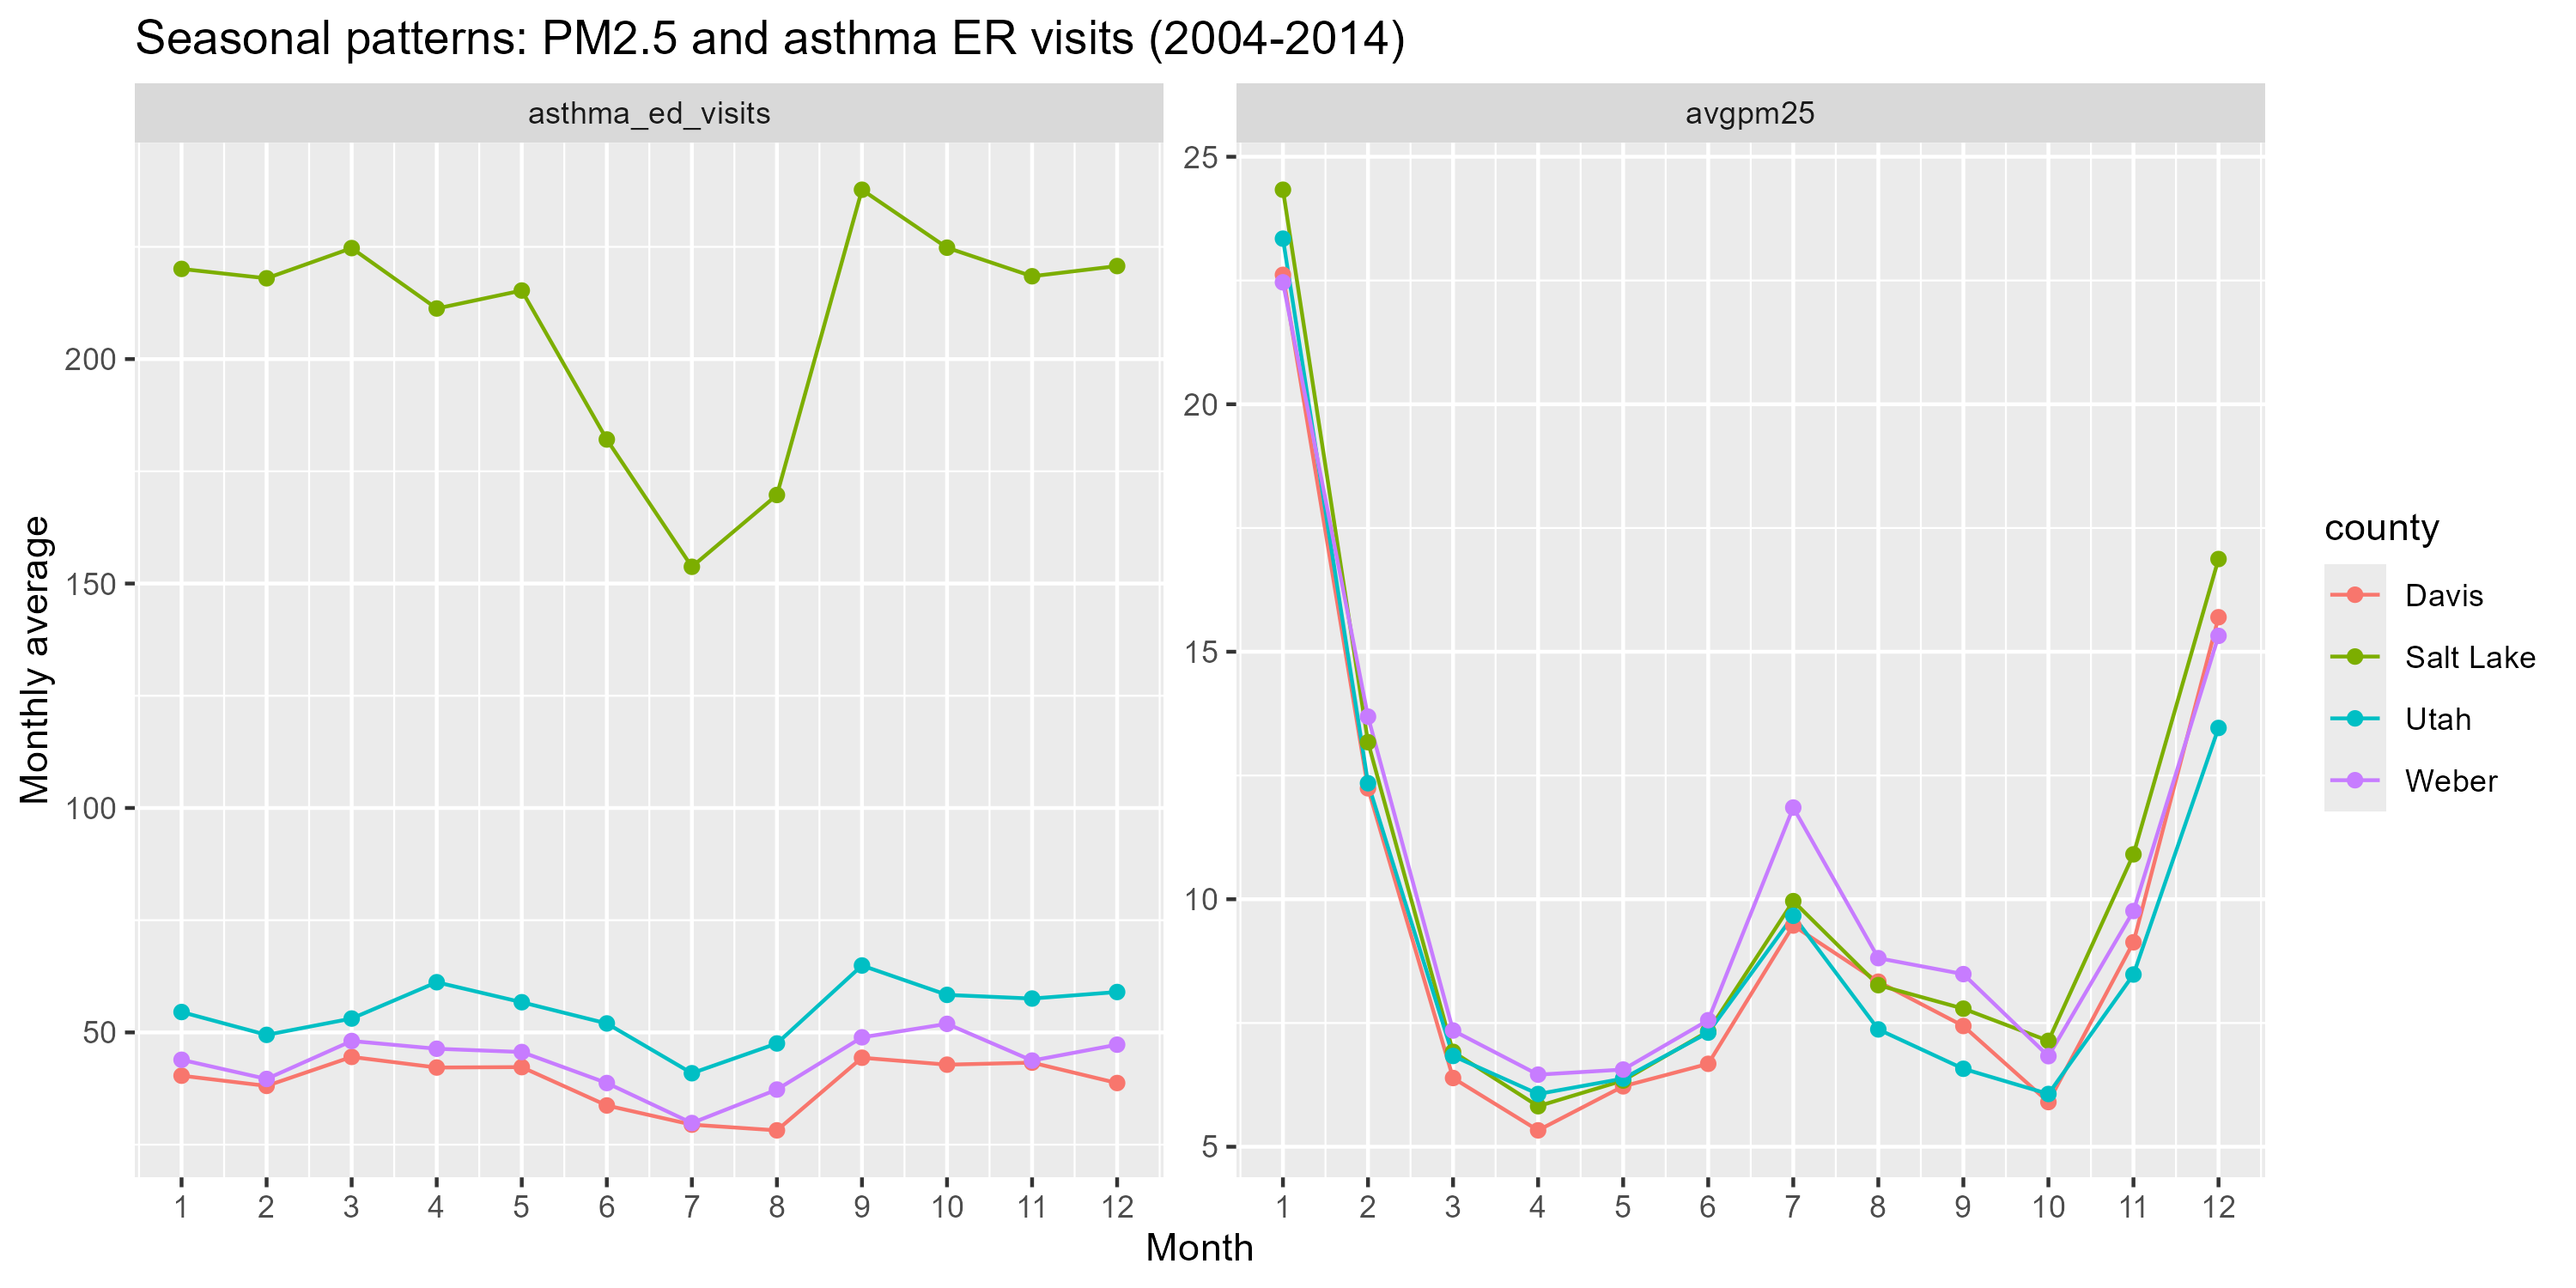 Seasonal patterns: PM2.5 and asthma ER visits (2004-2014)
asthma_ed_visits
avgpm25
Monthly average
200
150
100
50
1 2 3 4 5 6 7 8 9 10 11 12
25
20
15
10
5
1 2 3 4 5 6 7 8 9 10 11 12
Month
county
Davis
Salt Lake
Utah
Weber